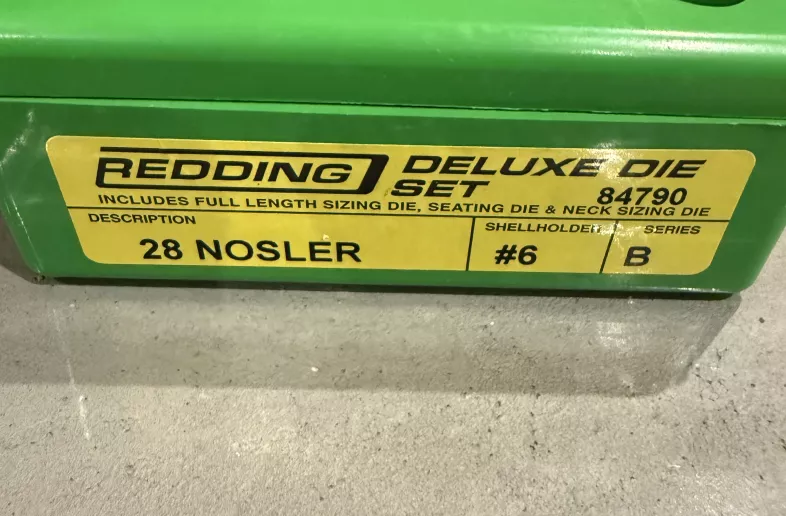 REDDING DELUXE DIE
SET 84790
INCLUDES FULL LENGTH SIZING DIE, SEATING DIE & NECK SIZING DIE
DESCRIPTION SHELLHOLDER SERIES
28 NOSLER #6 B